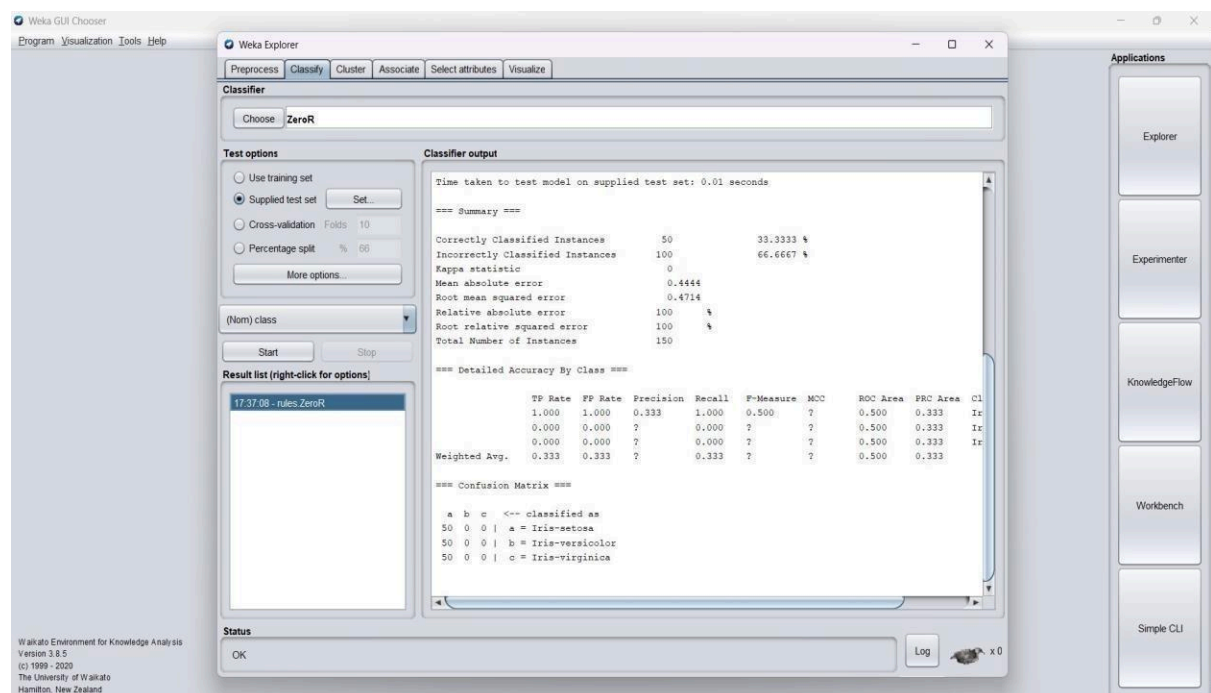 Weka GUI Chooser
Program Visualization Tools Help
Weka Explorer
Preprocess Classify Cluster Associate Select attributes Visualize
Classifier
Choose ZeroR
Test options
Use training set
Supplied test set Set...
Cross-validation Folds 10
Percentage split % 66
More options...
(Nom) class
Start Stop
Result list (right-click for options)
17:37:08 - rules.ZeroR
Classifier output
Time taken to test model on supplied test set: 0.01 seconds
=== Summary ===
Correctly Classified Instances 50 33.3333 %
Incorrectly Classified Instances 100 66.6667 %
Kappa statistic 0
Mean absolute error 0.4444
Root mean squared error 0.4714
Relative absolute error 100 %
Root relative squared error 100 %
Total Number of Instances 150
=== Detailed Accuracy By Class ===
TP Rate FP Rate Precision Recall F-Measure MCC ROC Area PRC Area Cl
1.000 1.000 0.333 1.000 0.500 ? 0.500 0.333 Ir
0.000 0.000 ? 0.000 ? ? 0.500 0.333 Ir
0.000 0.000 ? 0.000 ? ? 0.500 0.333 Ir
Weighted Avg. 0.333 0.333 ? 0.333 ? ? 0.500 0.333
=== Confusion Matrix ===
a b c <-- classified as
50 0 0 | a = Iris-setosa
50 0 0 | b = Iris-versicolor
50 0 0 | c = Iris-virginica
Status
OK
Log x 0
Applications
Explorer
Experimenter
KnowledgeFlow
Workbench
Simple CLI
Waikato Environment for Knowledge Analysis
Version 3.8.5
(c) 1999 - 2020
The University of Waikato
Hamilton, New Zealand